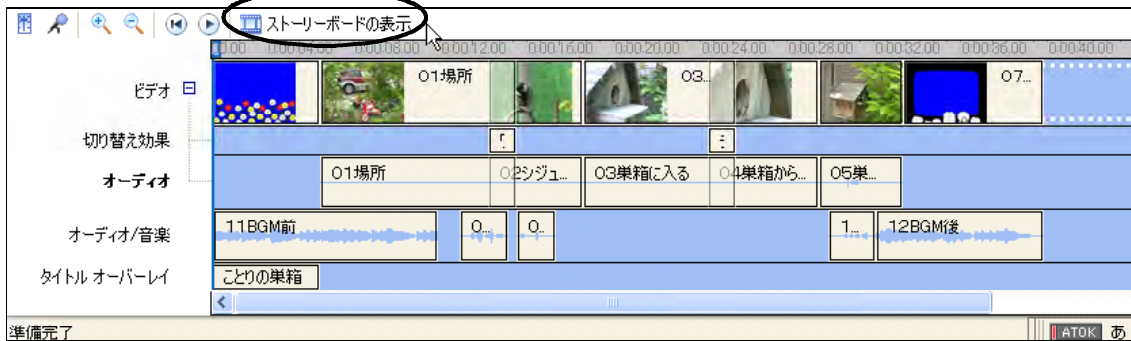 ストーリーボードの表示
0.00 0:00:04.00 0:00:08.00 0:00:12.00 0:00:16.00 0:00:20.00 0:00:24.00 0:00:28.00 0:00:32.00 0:00:36.00 0:00:40.00
ビデオ 01場所 03... 07...
切り替え効果
オーディオ 01場所 02シジュ... 03巣箱に入る 04巣箱から... 05巣...
オーディオ/音楽 11BGM前 0... 0.. 1... 12BGM後
タイトル オーバーレイ ことりの巣箱
準備完了 ATOK あ